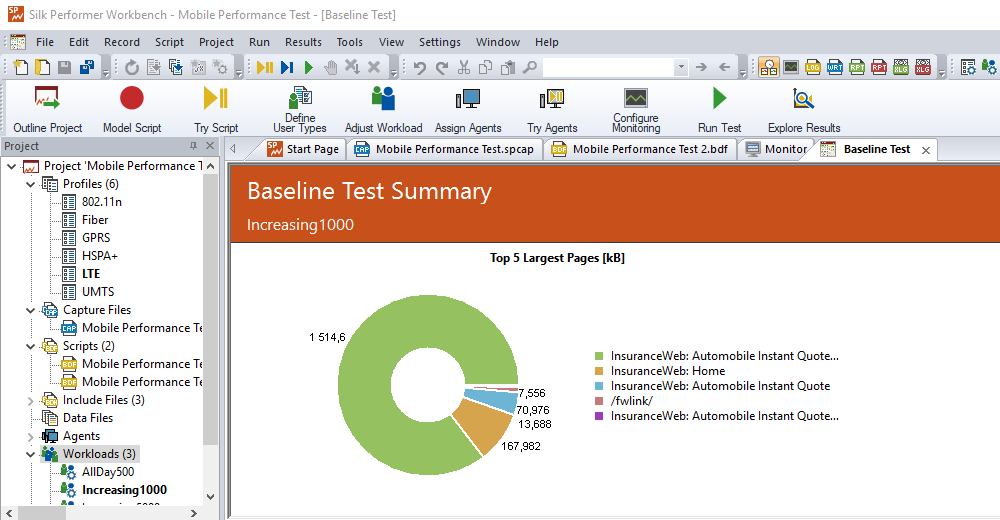 Silk Performer Workbench - Mobile Performance Test - [Baseline Test]
File Edit Record Script Project Run Results Tools View Settings Window Help
Outline Project Model Script Try Script Define User Types Adjust Workload Assign Agents Try Agents Configure Monitoring Run Test Explore Results
Project
Start Page Mobile Performance Test.spcap Mobile Performance Test 2.bdf Monitor Baseline Test
Project 'Mobile Performance T
Profiles (6)
802.11n
Fiber
GPRS
HSPA+
LTE
UMTS
Capture Files
Mobile Performance Te
Scripts (2)
Mobile Performance Te
Mobile Performance Te
Include Files (3)
Data Files
Agents
Workloads (3)
AllDay500
Increasing1000
Baseline Test Summary
Increasing1000
Top 5 Largest Pages [kB]
1 514,6
7,556
70,976
13,688
167,982
InsuranceWeb: Automobile Instant Quote...
InsuranceWeb: Home
InsuranceWeb: Automobile Instant Quote
/fwlink/
InsuranceWeb: Automobile Instant Quote...